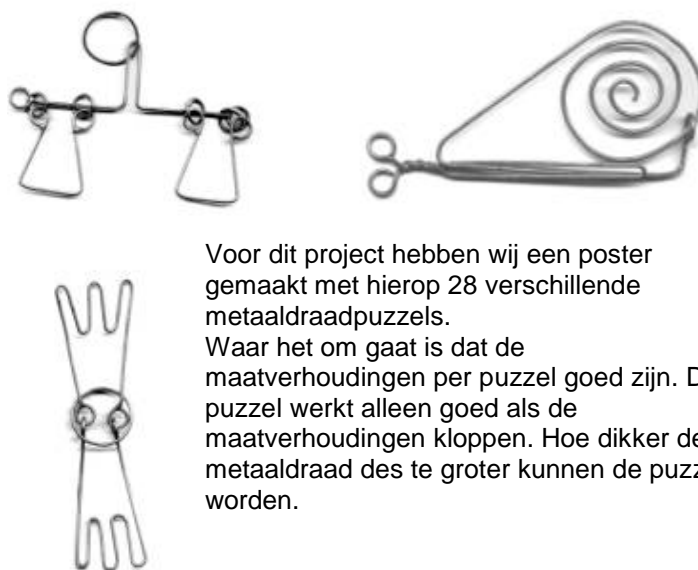 Voor dit project hebben wij een poster
gemaakt met hierop 28 verschillende
metaaldraadpuzzels.
Waar het om gaat is dat de
maatverhoudingen per puzzel goed zijn. D
puzzel werkt alleen goed als de
maatverhoudingen kloppen. Hoe dikker de
metaaldraad des te groter kunnen de puzz
worden.